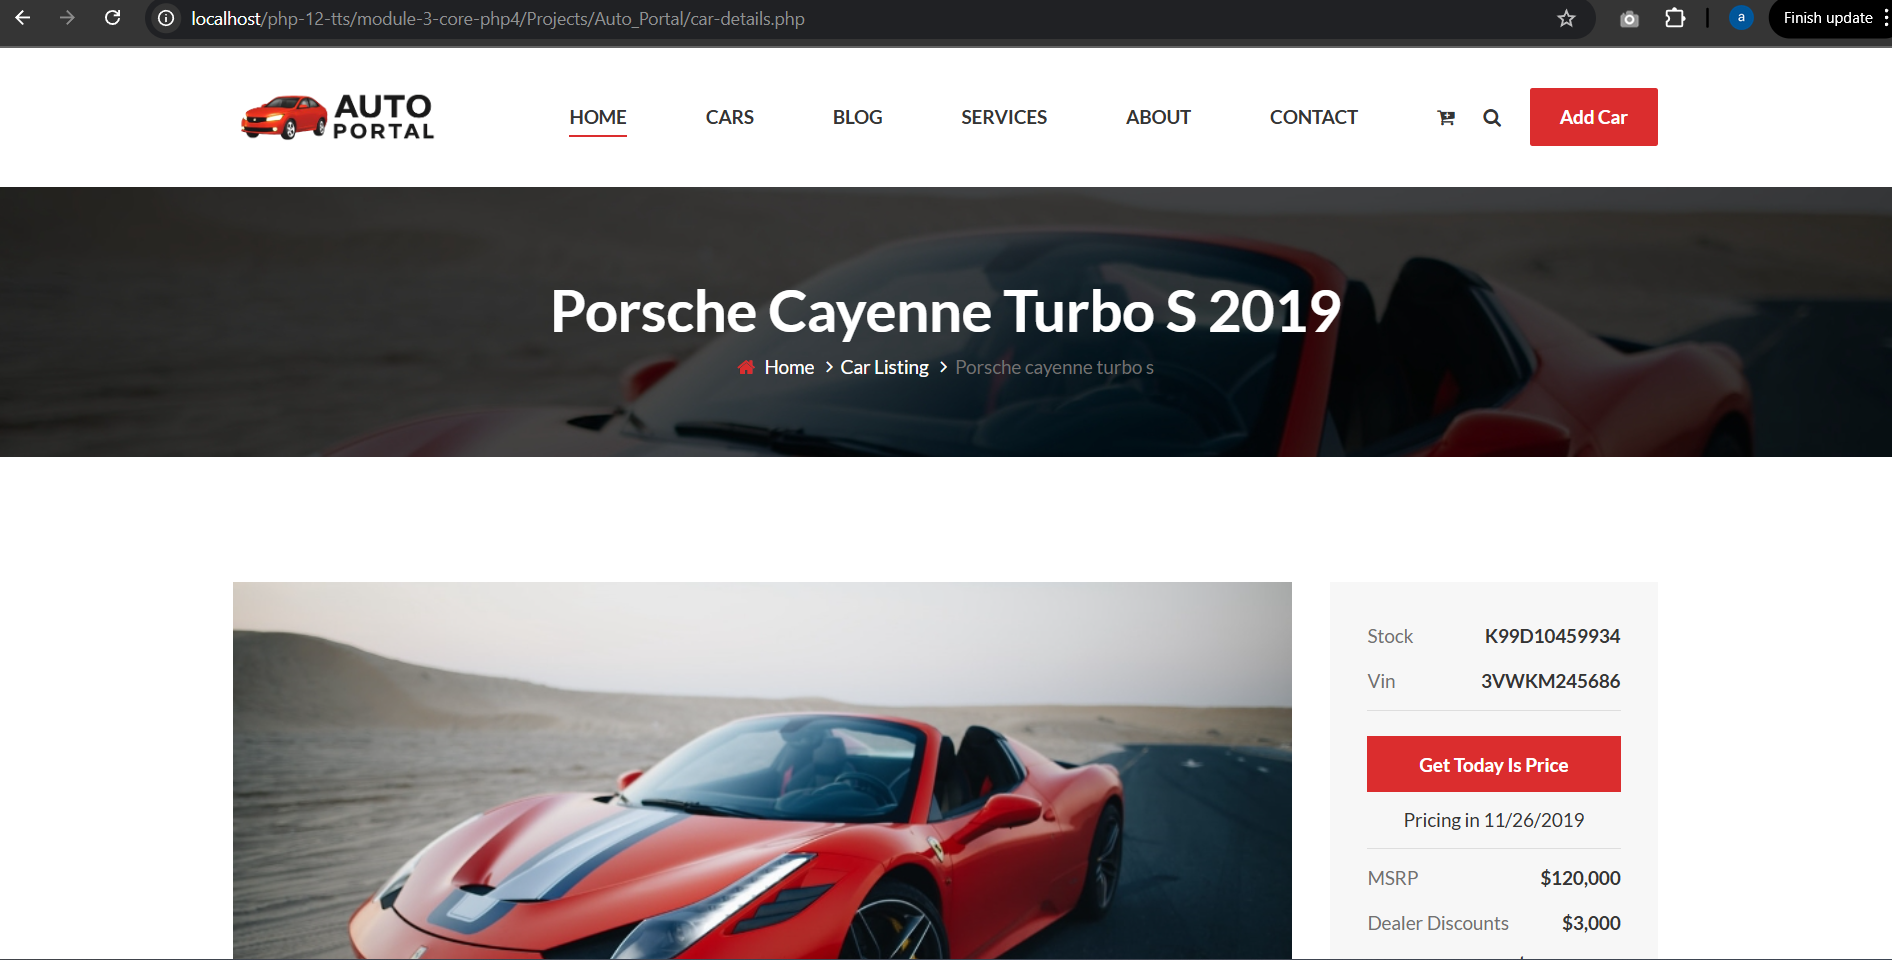 localhost/php-12-tts/module-3-core-php4/Projects/Auto_Portal/car-details.php
a
Finish update
AUTO
PORTAL
HOME
CARS
BLOG
SERVICES
ABOUT
CONTACT
Add Car
Porsche Cayenne Turbo S 2019
Home
Car Listing
Porsche cayenne turbo s
Stock K99D10459934
Vin 3VWKM245686
Get Today Is Price
Pricing in 11/26/2019
MSRP $120,000
Dealer Discounts $3,000